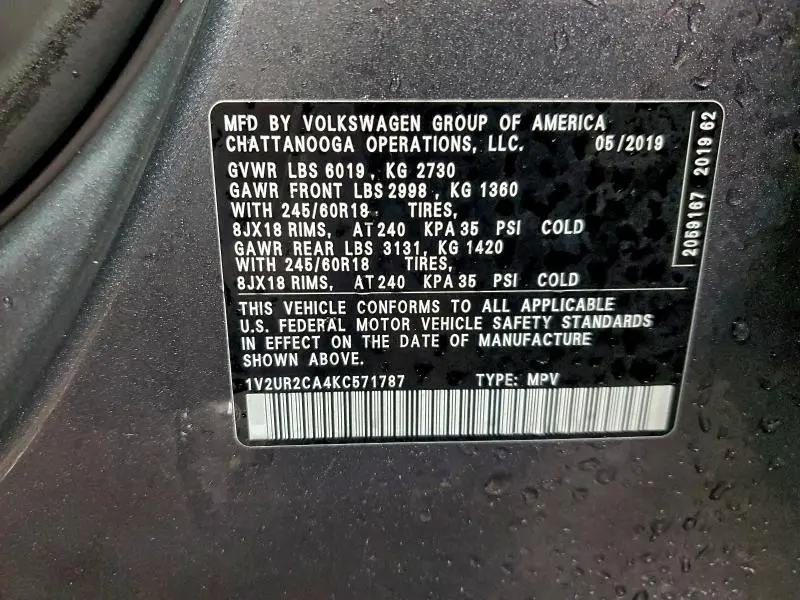 MFD BY VOLKSWAGEN GROUP OF AMERICA
CHATTANOOGA OPERATIONS, LLC. 05/2019
GVWR LBS 6019, KG 2730
GAWR FRONT LBS 2998, KG 1360
WITH 245/60R18 TIRES,
8JX18 RIMS, AT 240 KPA 35 PSI COLD
GAWR REAR LBS 3131, KG 1420
WITH 245/60R18 TIRES,
8JX18 RIMS, AT 240 KPA 35 PSI COLD
THIS VEHICLE CONFORMS TO ALL APPLICABLE
U.S. FEDERAL MOTOR VEHICLE SAFETY STANDARDS
IN EFFECT ON THE DATE OF MANUFACTURE
SHOWN ABOVE.
1V2UR2CA4KC571787 TYPE: MPV
2059167 2019 62